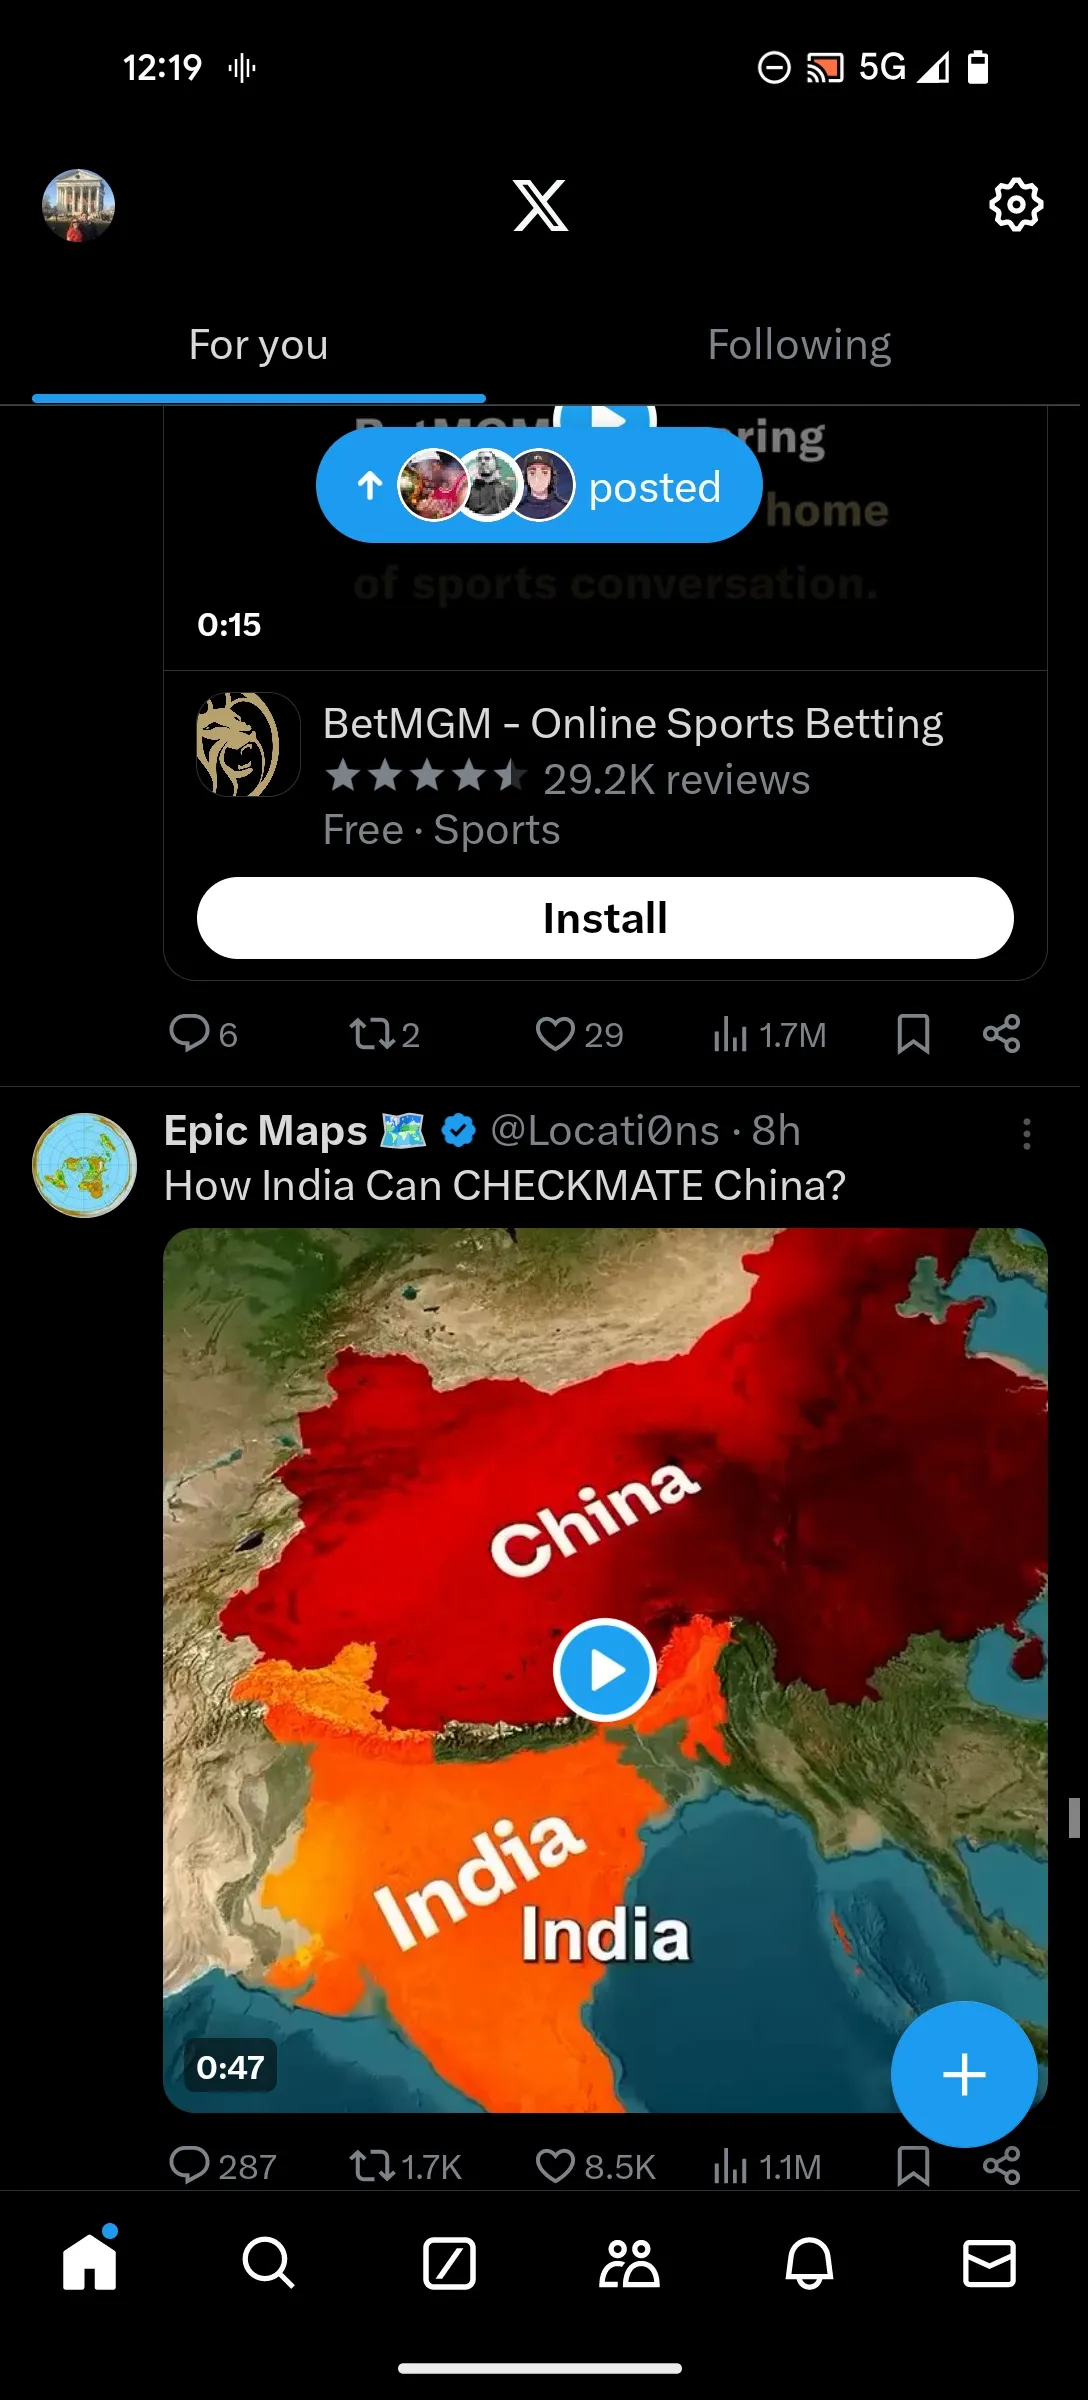 12:19
5G
For you
Following
BetMGM
ring
posted
home
of sports conversation.
0:15
BetMGM - Online Sports Betting
29.2K reviews
Free · Sports
Install
6
2
29
1.7M
Epic Maps 🗺️ @Locati0ns · 8h
How India Can CHECKMATE China?
China
India
India
0:47
287
1.7K
8.5K
1.1M